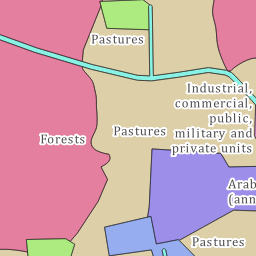 Pastures
Industrial,
commercial,
public,
military and
private units
Pastures
Forests
Arab
(ann
Pastures